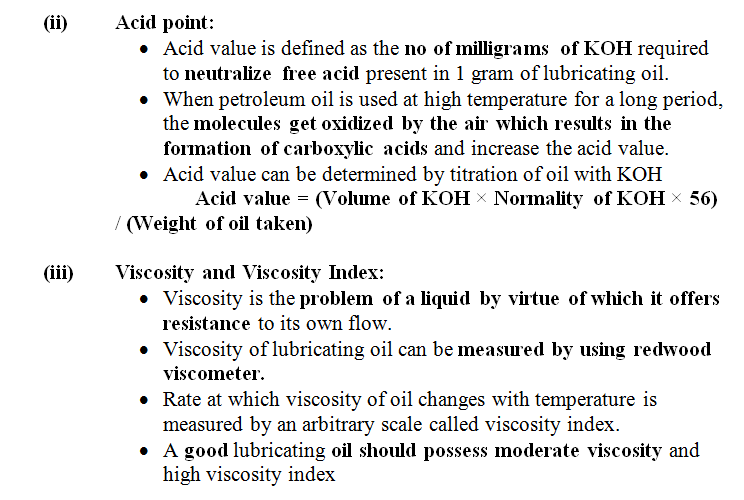 (ii) Acid point:
• Acid value is defined as the no of milligrams of KOH required
to neutralize free acid present in 1 gram of lubricating oil.
• When petroleum oil is used at high temperature for a long period,
the molecules get oxidized by the air which results in the
formation of carboxylic acids and increase the acid value.
• Acid value can be determined by titration of oil with KOH
Acid value = (Volume of KOH × Normality of KOH × 56)
/ (Weight of oil taken)
(iii) Viscosity and Viscosity Index:
• Viscosity is the problem of a liquid by virtue of which it offers
resistance to its own flow.
• Viscosity of lubricating oil can be measured by using redwood
viscometer.
• Rate at which viscosity of oil changes with temperature is
measured by an arbitrary scale called viscosity index.
• A good lubricating oil should possess moderate viscosity and
high viscosity index